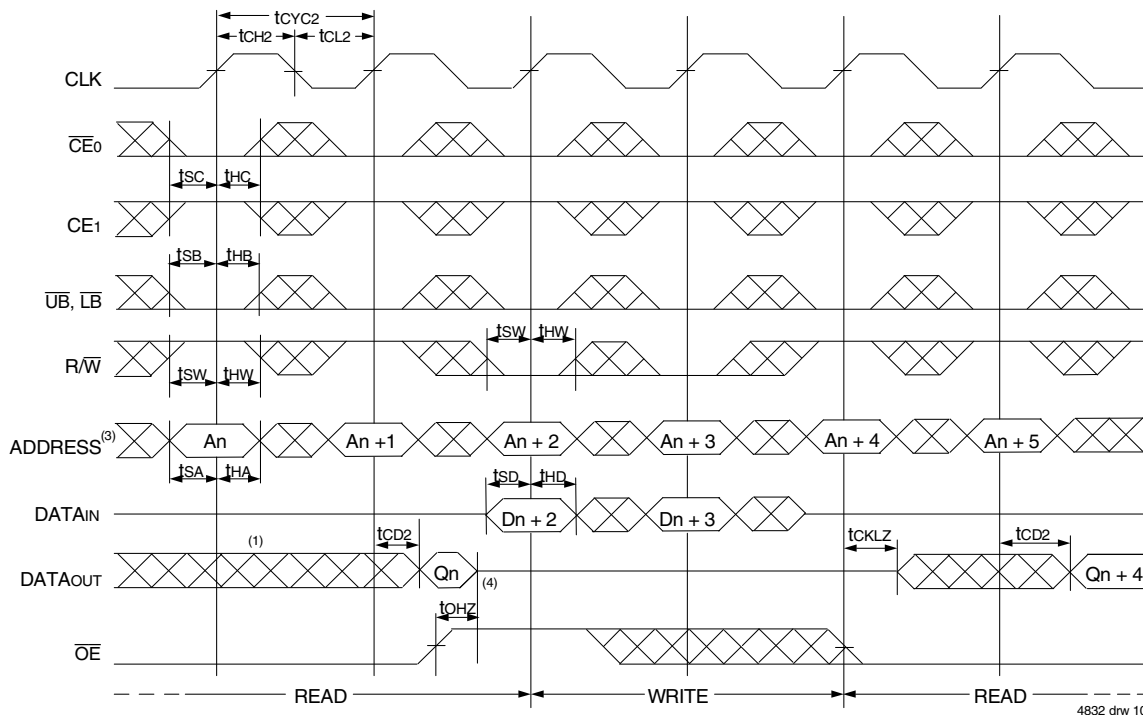 tCYC2
tCH2 tCL2
CLK
CE0
tSC tHC
CE1
tSB tHB
UB, LB
tSW tHW
R/W
tSW tHW
ADDRESS(3) An An +1 An + 2 An + 3 An + 4 An + 5
tSA tHA
tSD tHD
DATAIN Dn + 2 Dn + 3
tCD2 tCKLZ tCD2
(1)
DATAOUT Qn (4) Qn + 4
tOHZ
OE
READ WRITE READ
4832 drw 10